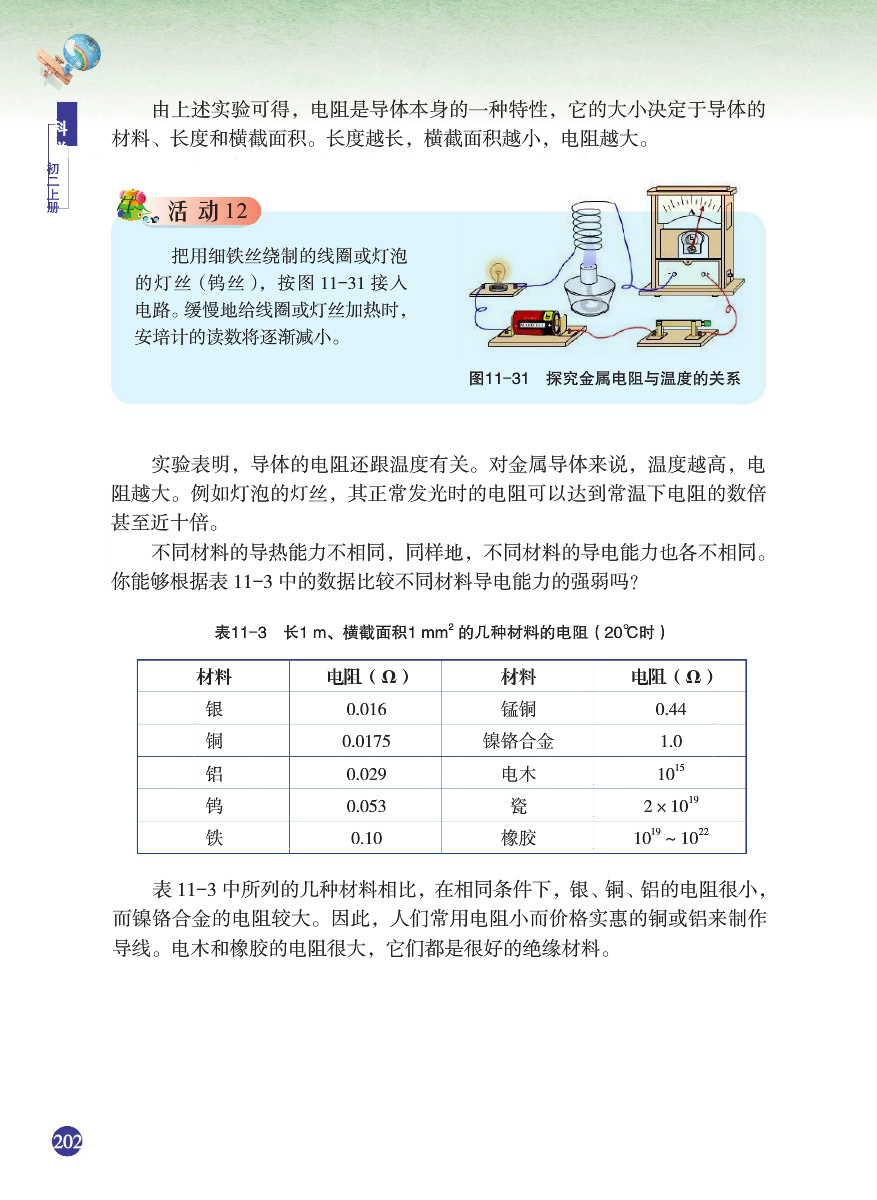 科
初二上册
由上述实验可得，电阻是导体本身的一种特性，它的大小决定于导体的
材料、长度和横截面积。长度越长，横截面积越小，电阻越大。
活 动 12
把用细铁丝绕制的线圈或灯泡
的灯丝（钨丝），按图 11-31 接入
电路。缓慢地给线圈或灯丝加热时，
安培计的读数将逐渐减小。
A
图11-31 探究金属电阻与温度的关系
实验表明，导体的电阻还跟温度有关。对金属导体来说，温度越高，电
阻越大。例如灯泡的灯丝，其正常发光时的电阻可以达到常温下电阻的数倍
甚至近十倍。
不同材料的导热能力不相同，同样地，不同材料的导电能力也各不相同。
你能够根据表 11-3 中的数据比较不同材料导电能力的强弱吗？
表11-3 长1 m、横截面积1 mm² 的几种材料的电阻（20℃时）
材料 电阻（Ω） 材料 电阻（Ω）
银 0.016 锰铜 0.44
铜 0.0175 镍铬合金 1.0
铝 0.029 电木 10¹⁵
钨 0.053 瓷 2 × 10¹⁹
铁 0.10 橡胶 10¹⁹ ~ 10²²
表 11-3 中所列的几种材料相比，在相同条件下，银、铜、铝的电阻很小，
而镍铬合金的电阻较大。因此，人们常用电阻小而价格实惠的铜或铝来制作
导线。电木和橡胶的电阻很大，它们都是很好的绝缘材料。
202